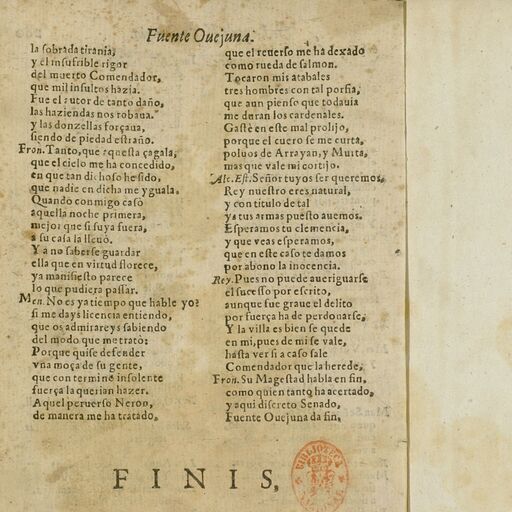 Fuente Ouejuna.
la sobrada tirania,
y el insufrible rigor
del muerto Comendador,
que mil insultos hazia.
Fue el autor de tanto daño,
las haziendas nos robaua.
y las donzellas forçaua,
siendo de piedad estraño.
Fron. Tanto, que aquesta çagala,
que el cielo me ha concedido,
en que tan dichoso he sido,
que nadie en dicha me yguala.
Quando conmigo casò
aquella noche primera,
mejor que si suya fuera,
a su casa la lleuò.
Y a no saberse guardar
ella que en virtud florece,
ya manifiesto parece
lo que pudiera passar.
Men. No es ya tiempo que hable yo?
si me days licencia entiendo,
que os admirareys sabiendo
del modo que me tratò:
Porque quise defender
vna moça de su gente,
que con termino insolente
fuerça la querian hazer.
Aquel peruerso Neron,
de manera me ha tratado,
que el reuerso me ha dexado
como rueda de salmon.
Tocaron mis atabales
tres hombres con tal porfia,
que aun pienso que todauia
me duran los cardenales.
Gastè en este mal prolijo,
porque el cuero se me curta,
poluos de Arrayan, y Murta,
mas que vale mi cortijo.
Alc. Est. Señor tuyos ser queremos,
Rey nuestro eres natural,
y con titulo de tal
ya tus armas puesto auemos.
Esperamos tu clemencia,
y que veas esperamos,
que en este caso te damos
por abono la inocencia.
Rey. Pues no puede aueriguarse
el sucesso por escrito,
aunque fue graue el delito
por fuerça ha de perdonarse.
Y la villa es bien se quede
en mi, pues de mi se vale,
hasta ver si a caso sale
Comendador que la herede.
Fron. Su Magestad habla en fin,
como quien tanto ha acertado,
y aqui discreto Senado,
Fuente Ouejuna da fin.
FINIS,
BIBLIOTECA